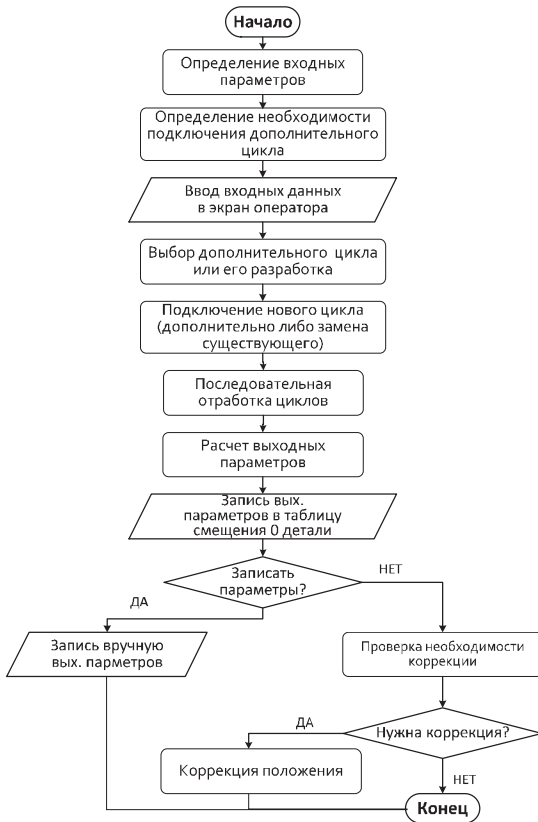 Начало
Определение входных
параметров
Определение необходимости
подключения дополнительного
цикла
Ввод входных данных
в экран оператора
Выбор дополнительного цикла
или его разработка
Подключение нового цикла
(дополнительно либо замена
существующего)
Последовательная
отработка циклов
Расчет выходных
параметров
Запись вых.
параметров в таблицу
смещения 0 детали
Записать
параметры?
НЕТ
ДА
Запись вручную
вых. парметров
Проверка необходимости
коррекции
ДА
Нужна коррекция?
Коррекция положения
НЕТ
Конец